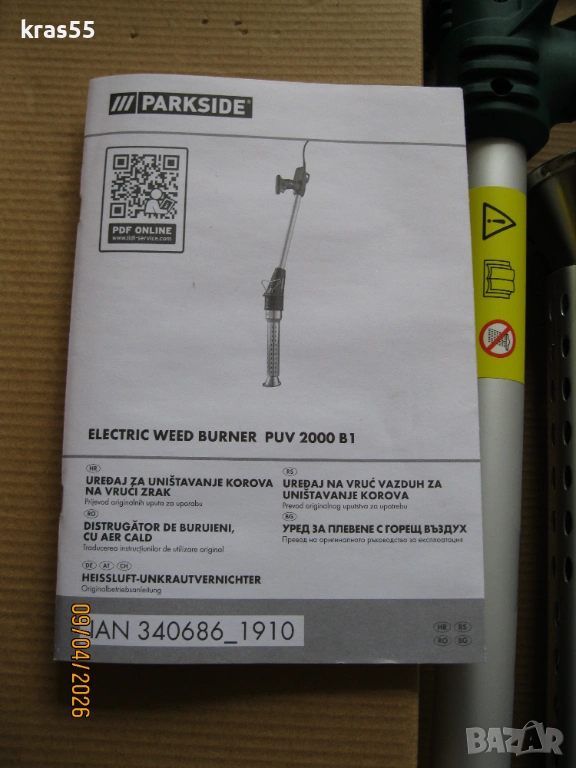 kras55
/// PARKSIDE®
PDF ONLINE
www.lidl-service.com
ELECTRIC WEED BURNER PUV 2000 B1
HR
UREĐAJ ZA UNIŠTAVANJE KOROVA
NA VRUĆI ZRAK
Prijevod originalnih uputa za uporabu
RS
UREĐAJ NA VRUĆ VAZDUH ZA
UNIŠTAVANJE KOROVA
Prevod originalnog uputstva za upotrebu
RO
DISTRUGĂTOR DE BURUIENI,
CU AER CALD
Traducerea instrucțiunilor de utilizare original
BG
УРЕД ЗА ПЛЕВЕНЕ С ГОРЕЩ ВЪЗДУХ
Превод на оригиналното ръководство за експлоатация
DE AT CH
HEISSLUFT-UNKRAUTVERNICHTER
Originalbetriebsanleitung
IAN 340686_1910
HR RS
RO BG
09/04/2026
BAZAR